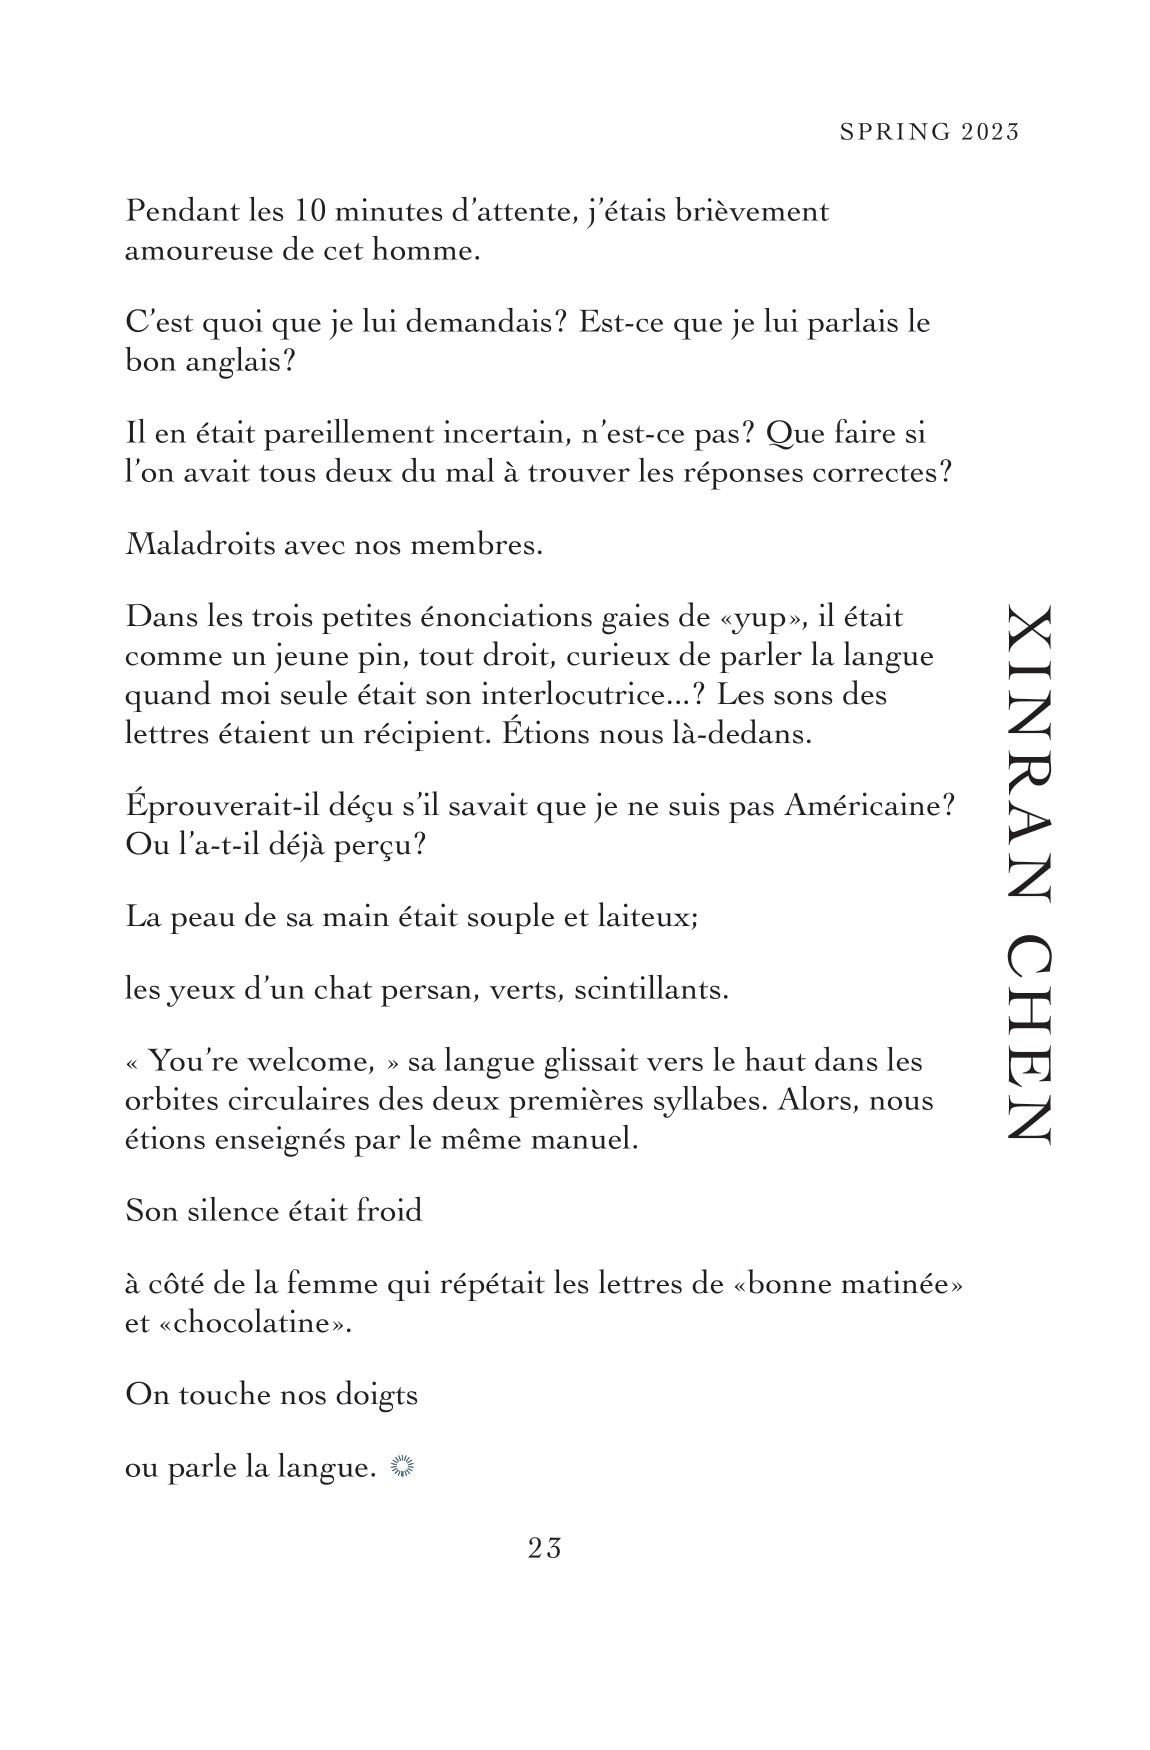 SPRING 2023
Pendant les 10 minutes d’attente, j’étais brièvement
amoureuse de cet homme.
C’est quoi que je lui demandais? Est-ce que je lui parlais le
bon anglais?
Il en était pareillement incertain, n’est-ce pas? Que faire si
l’on avait tous deux du mal à trouver les réponses correctes?
Maladroits avec nos membres.
Dans les trois petites énonciations gaies de «yup», il était
comme un jeune pin, tout droit, curieux de parler la langue
quand moi seule était son interlocutrice...? Les sons des
lettres étaient un récipient. Étions nous là-dedans.
Éprouverait-il déçu s’il savait que je ne suis pas Américaine?
Ou l’a-t-il déjà perçu?
La peau de sa main était souple et laiteux;
les yeux d’un chat persan, verts, scintillants.
« You’re welcome, » sa langue glissait vers le haut dans les
orbites circulaires des deux premières syllabes. Alors, nous
étions enseignés par le même manuel.
Son silence était froid
à côté de la femme qui répétait les lettres de «bonne matinée»
et «chocolatine».
On touche nos doigts
ou parle la langue.
XINRAN CHEN
23